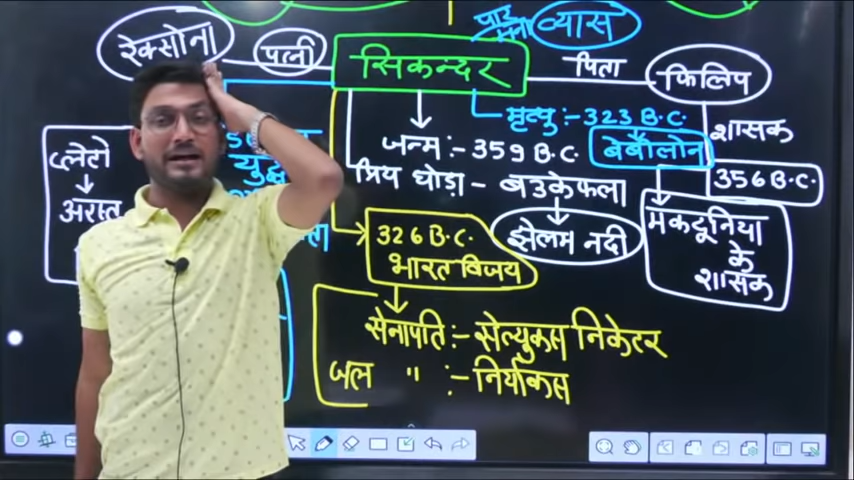 पाद
व्यास
रेक्सोना
पत्नी
सिकन्दर
पिता
फिलिप
मृत्यु :- 323 B.C.
बेबीलोन
शासक
जन्म :- 359 B.C.
356 B.C.
प्लेटो
अरस्तु
प्रिय घोड़ा - बउकेफला
झेलम नदी
मकदूनिया
के
शासक
326 B.C.
भारत विजय
सेनापति :- सेल्युकस निकेटर
जल " :- निर्याकस